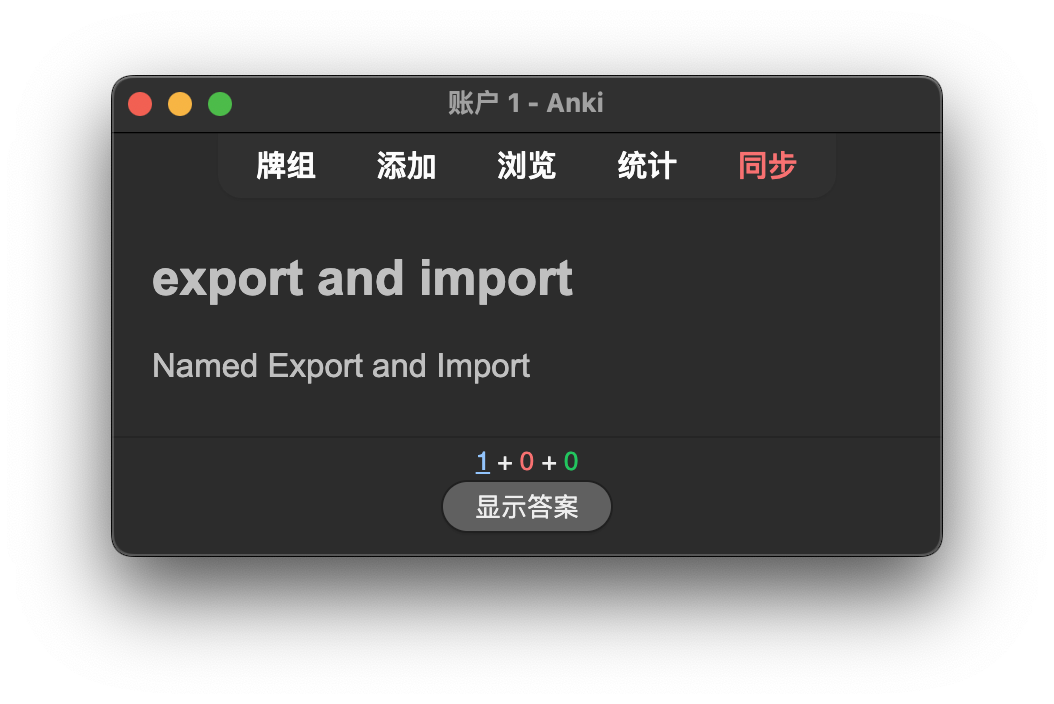 账户 1 - Anki
牌组 添加 浏览 统计 同步
export and import
Named Export and Import
1 + 0 + 0
显示答案